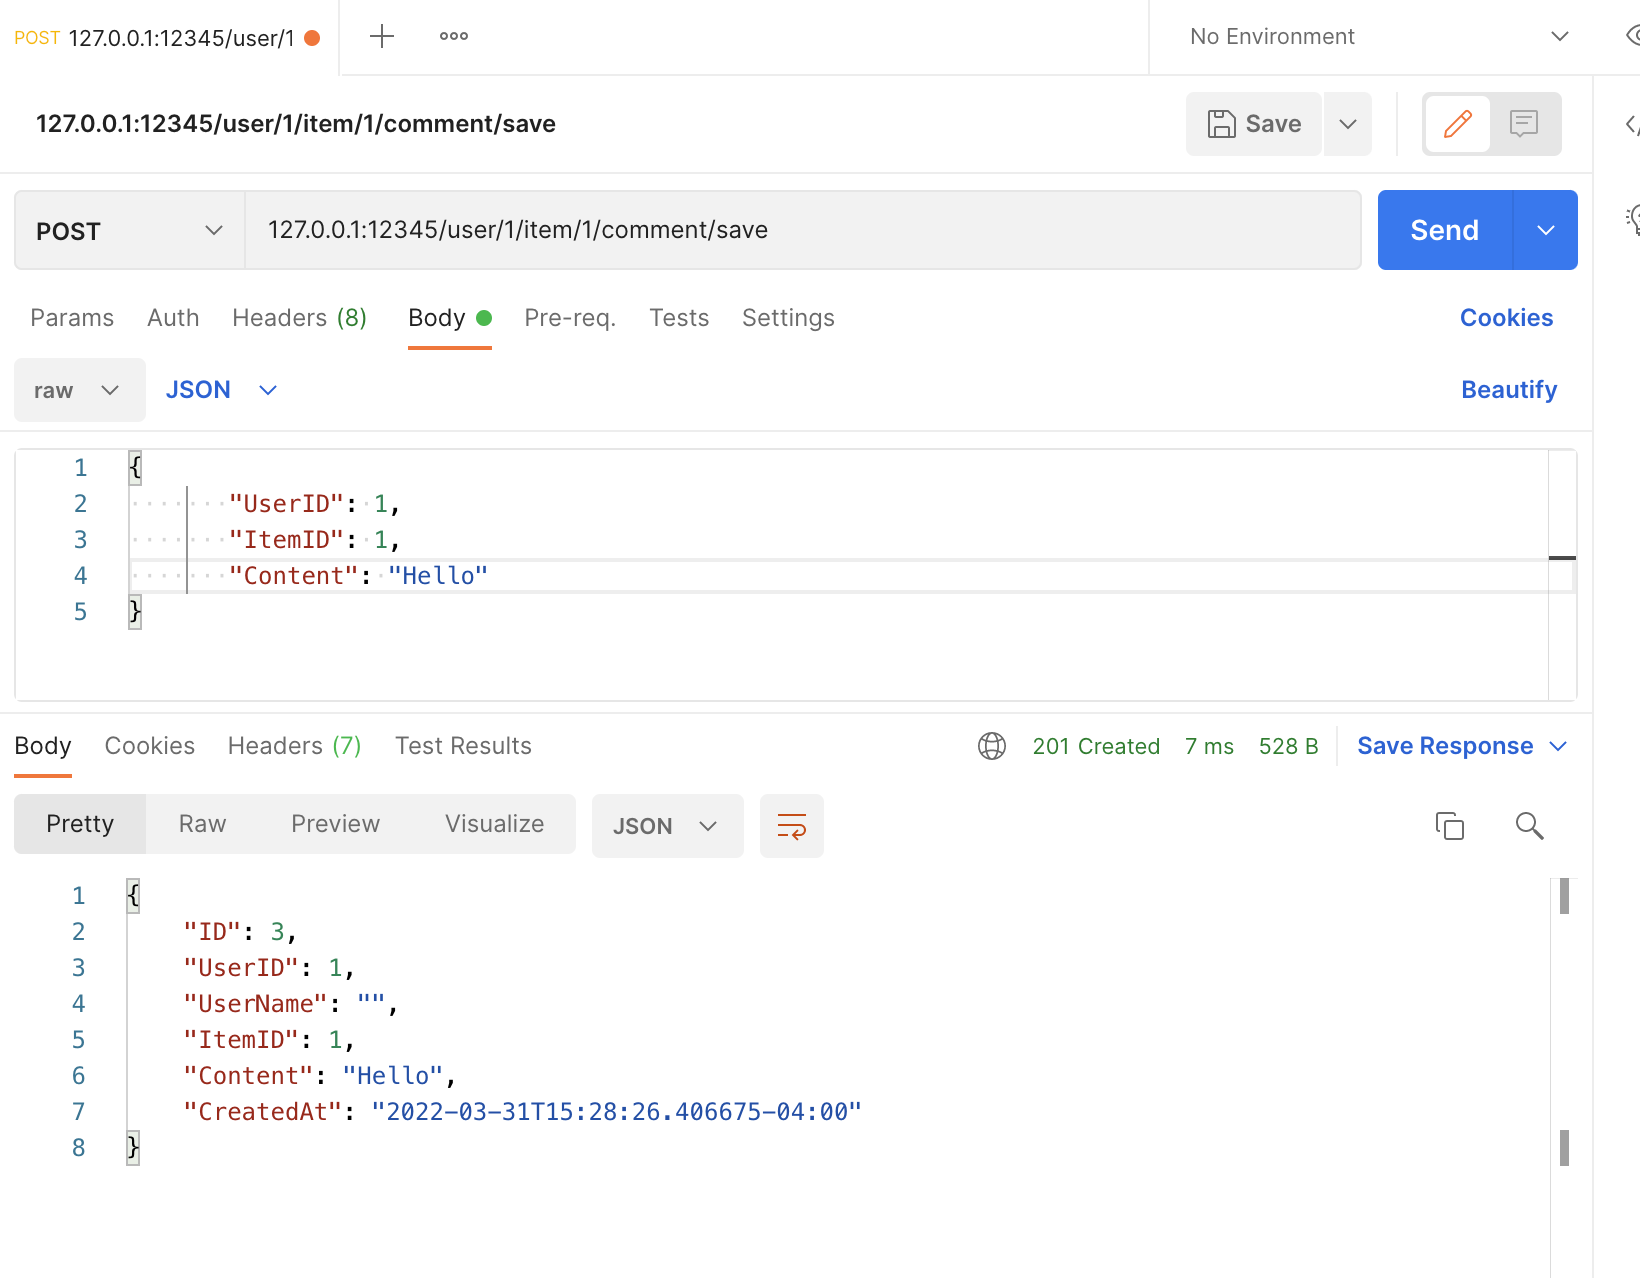 POST 127.0.0.1:12345/user/1
No Environment
127.0.0.1:12345/user/1/item/1/comment/save
Save
POST
127.0.0.1:12345/user/1/item/1/comment/save
Send
Params Auth Headers (8) Body Pre-req. Tests Settings Cookies
raw JSON Beautify
1 {
2 "UserID": 1,
3 "ItemID": 1,
4 "Content": "Hello"
5 }
Body Cookies Headers (7) Test Results 201 Created 7 ms 528 B Save Response
Pretty Raw Preview Visualize JSON
1 {
2 "ID": 3,
3 "UserID": 1,
4 "UserName": "",
5 "ItemID": 1,
6 "Content": "Hello",
7 "CreatedAt": "2022-03-31T15:28:26.406675-04:00"
8 }